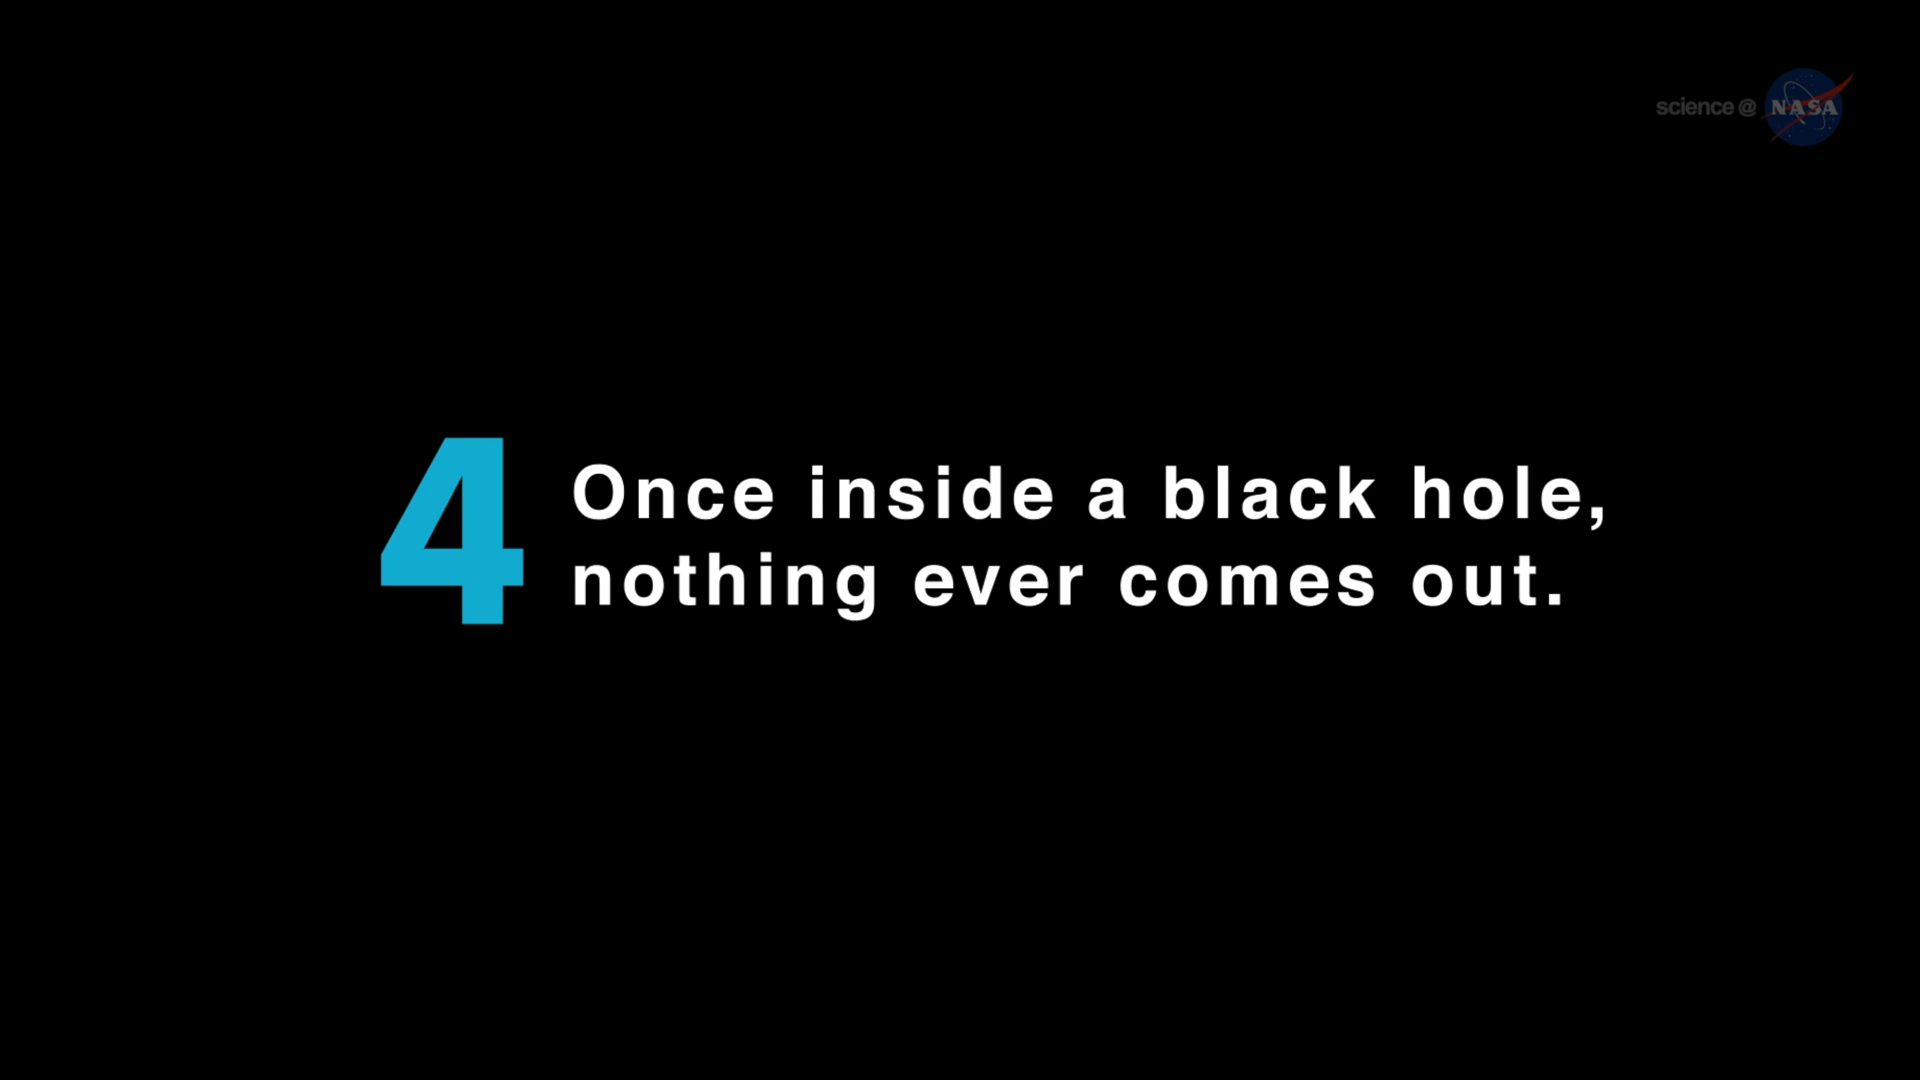 science @ NASA
4
Once inside a black hole,
nothing ever comes out.